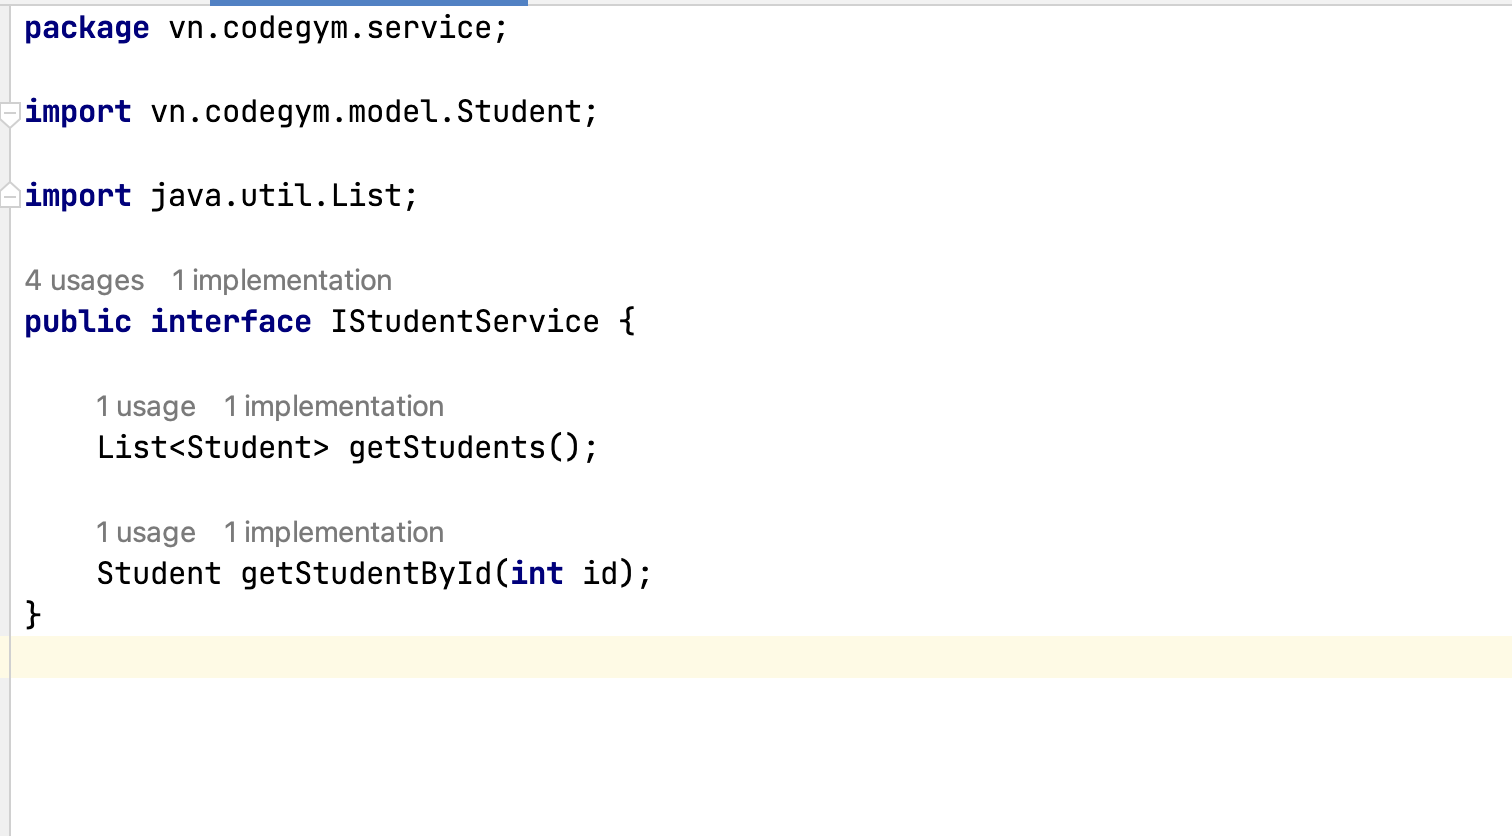 package vn.codegym.service;
import vn.codegym.model.Student;
import java.util.List;
4 usages 1 implementation
public interface IStudentService {
1 usage 1 implementation
List<Student> getStudents();
1 usage 1 implementation
Student getStudentById(int id);
}